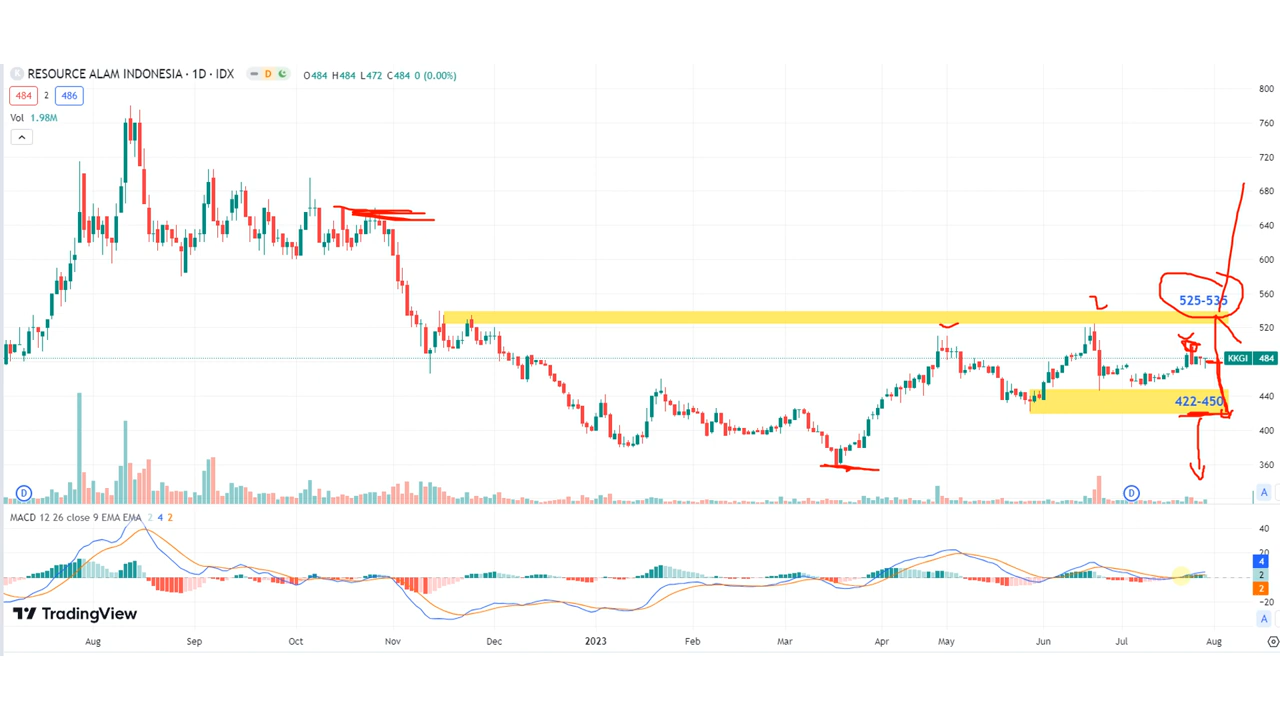 RESOURCE ALAM INDONESIA · 1D · IDX D O484 H484 L472 C484 0 (0.00%)
484 2 486
Vol 1.98M
800
760
720
680
640
600
560
525-535
520
KKGI 484
440
422-450
400
360
D D A
MACD 12 26 close 9 EMA EMA 2 4 2
40
20
4
2
2
−20
TradingView A
Aug Sep Oct Nov Dec 2023 Feb Mar Apr May Jun Jul Aug